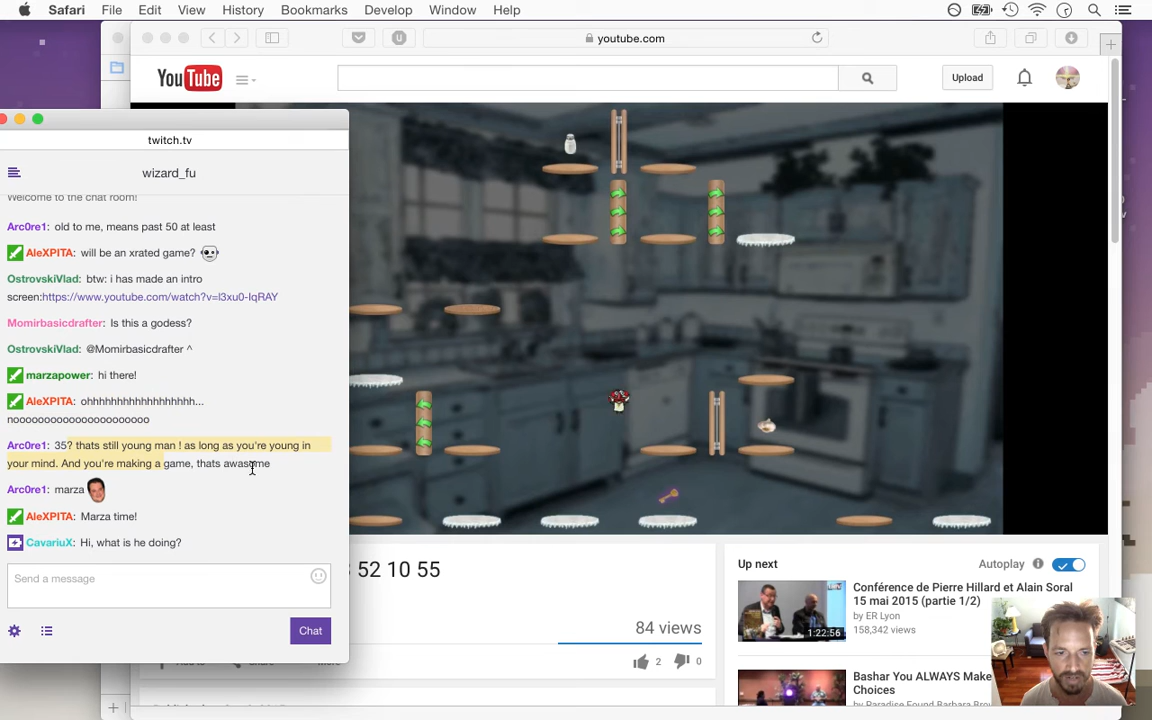 Safari File Edit View History Bookmarks Develop Window Help
youtube.com
YouTube
Upload
twitch.tv
wizard_fu
Welcome to the chat room!
Arc0re1: old to me, means past 50 at least
AleXPITA: will be an xrated game?
OstrovskiVlad: btw: i has made an intro
screen:https://www.youtube.com/watch?v=l3xu0-IqRAY
Momirbasicdrafter: Is this a godess?
OstrovskiVlad: @Momirbasicdrafter ^
marzapower: hi there!
AleXPITA: ohhhhhhhhhhhhhhhhhh...
nooooooooooooooooooooo
Arc0re1: 35? thats still young man ! as long as you're young in
your mind. And you're making a game, thats awasome
Arc0re1: marza
AleXPITA: Marza time!
CavariuX: Hi, what is he doing?
Send a message
Chat
52 10 55
84 views
2 0
Up next
Autoplay
Conférence de Pierre Hillard et Alain Soral
15 mai 2015 (partie 1/2)
by ER Lyon
158,342 views
1:22:56
Bashar You ALWAYS Make
Choices